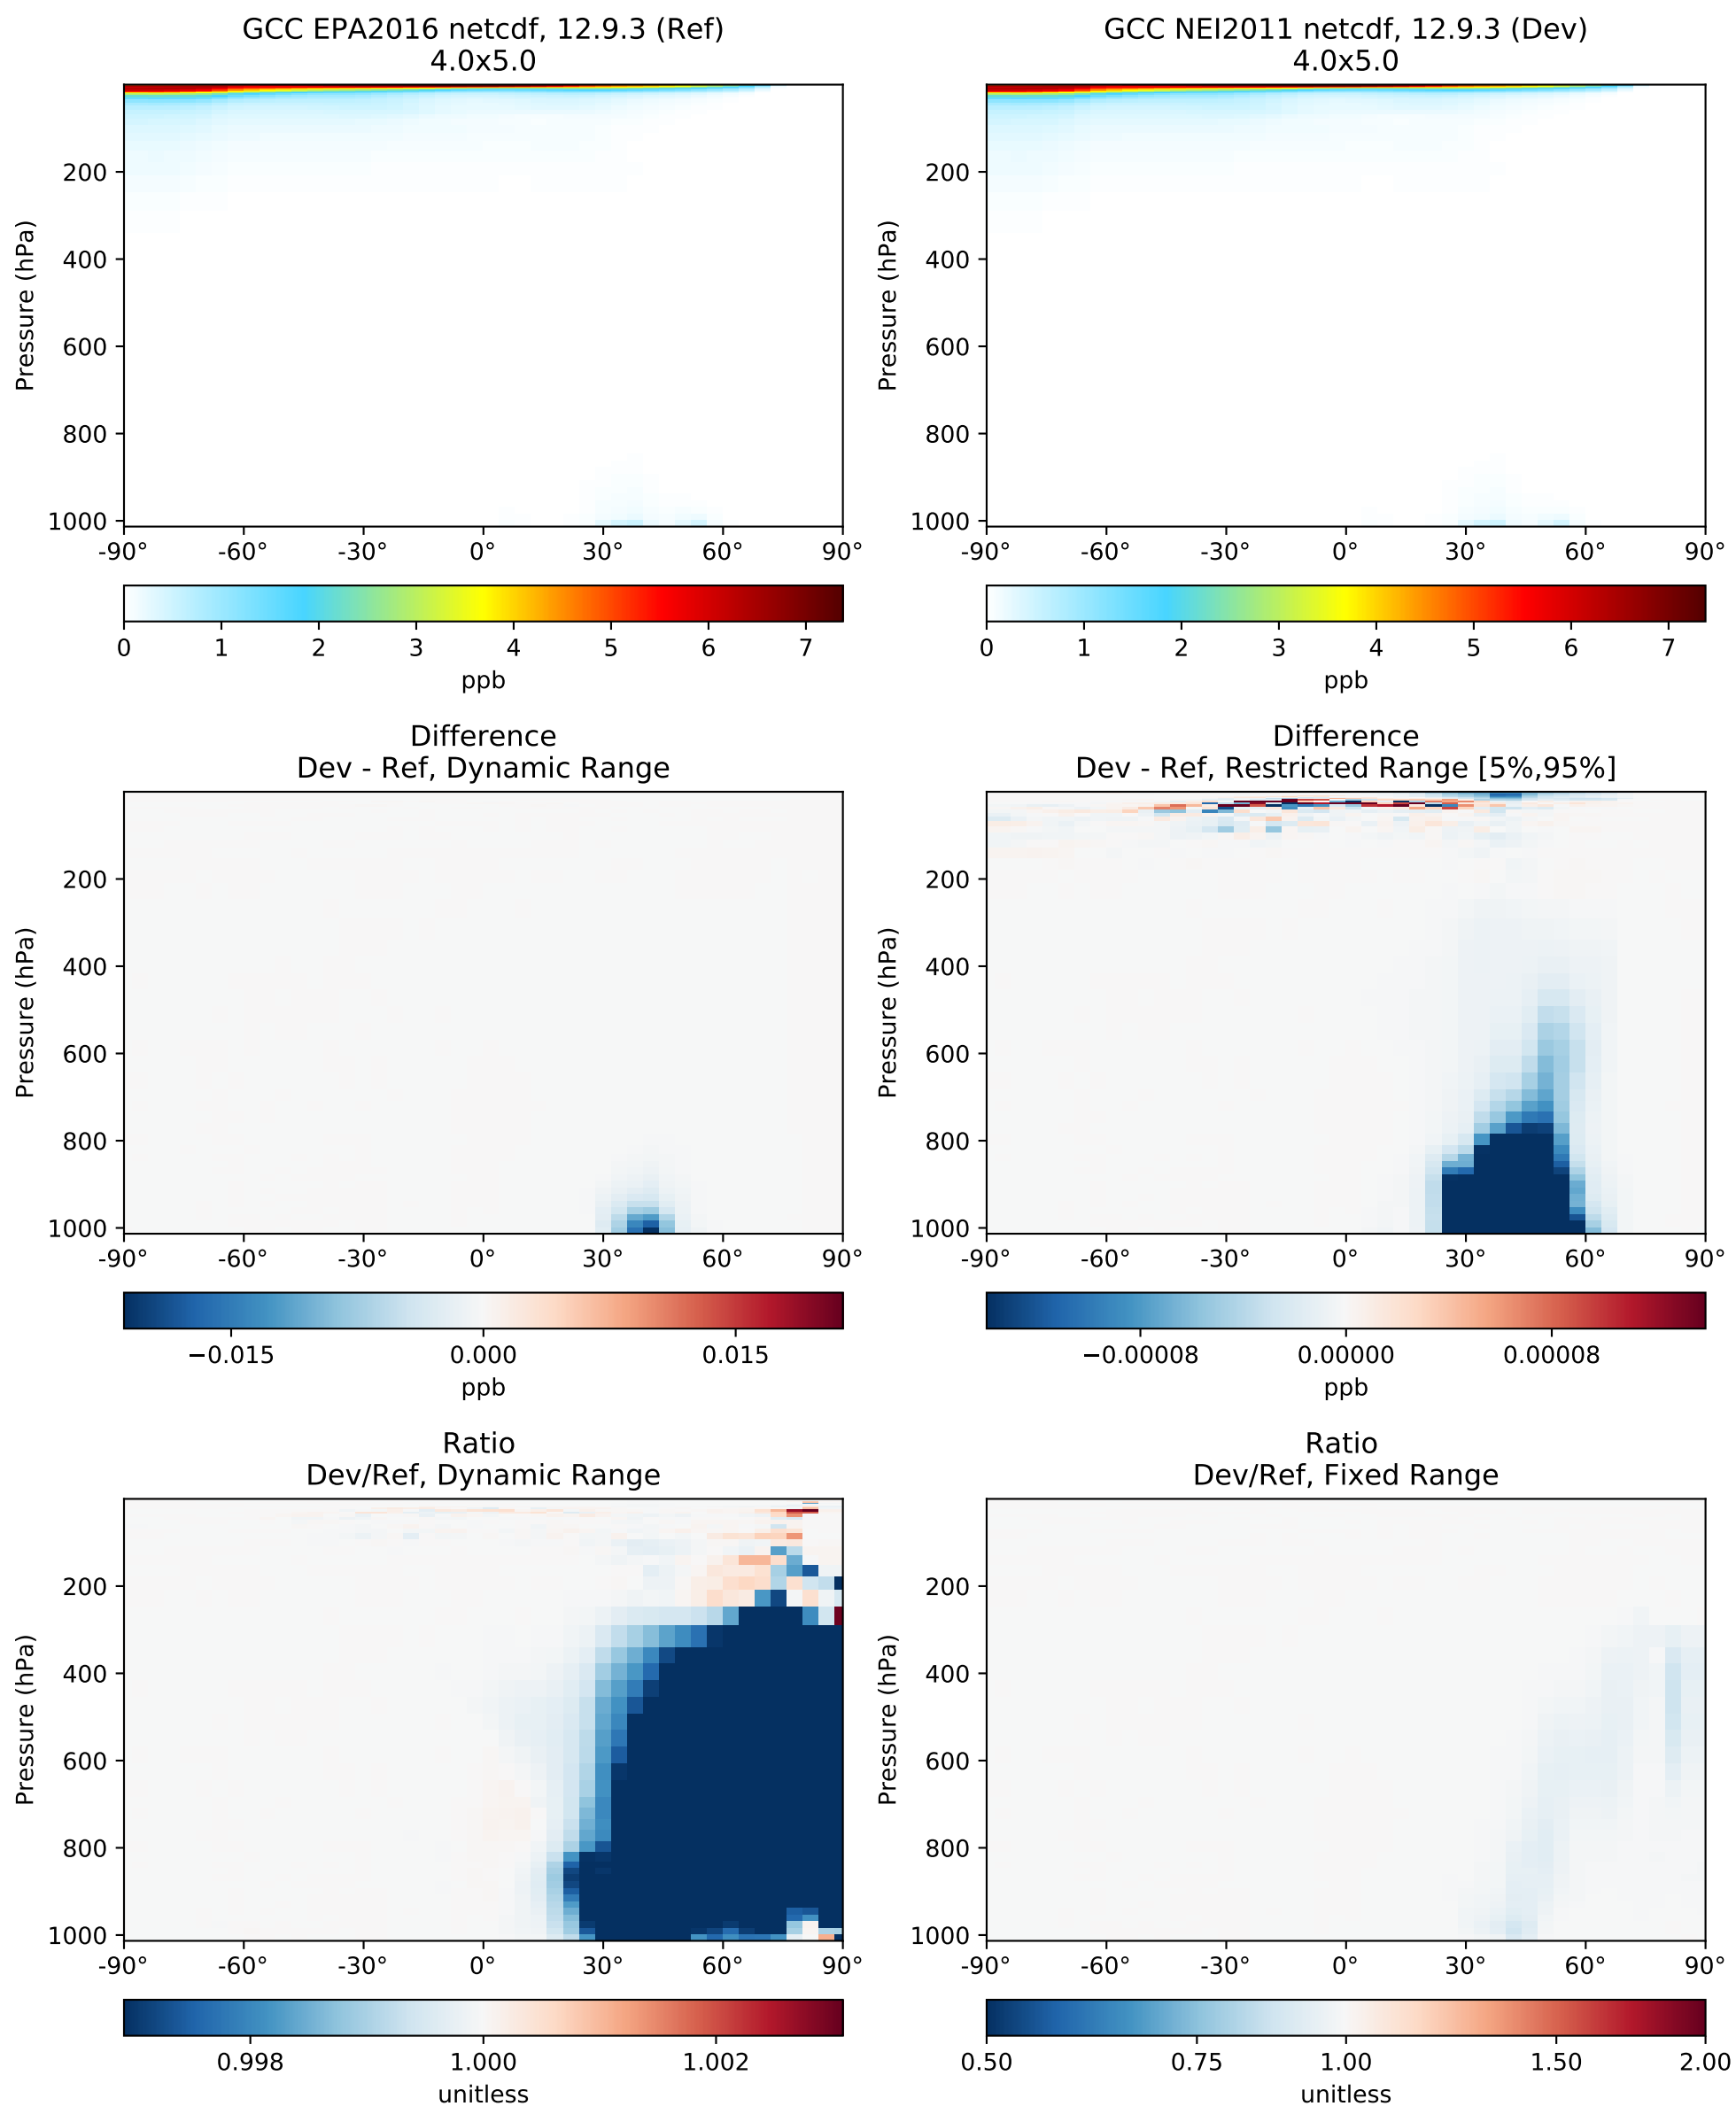 GCC EPA2016 netcdf, 12.9.3 (Ref)
4.0x5.0
Pressure (hPa)
200
400
600
800
1000
-90° -60° -30° 0° 30° 60° 90°
0 1 2 3 4 5 6 7
ppb
GCC NEI2011 netcdf, 12.9.3 (Dev)
4.0x5.0
Pressure (hPa)
200
400
600
800
1000
-90° -60° -30° 0° 30° 60° 90°
0 1 2 3 4 5 6 7
ppb
Difference
Dev - Ref, Dynamic Range
Pressure (hPa)
200
400
600
800
1000
-90° -60° -30° 0° 30° 60° 90°
−0.015 0.000 0.015
ppb
Difference
Dev - Ref, Restricted Range [5%,95%]
Pressure (hPa)
200
400
600
800
1000
-90° -60° -30° 0° 30° 60° 90°
−0.00008 0.00000 0.00008
ppb
Ratio
Dev/Ref, Dynamic Range
Pressure (hPa)
200
400
600
800
1000
-90° -60° -30° 0° 30° 60° 90°
0.998 1.000 1.002
unitless
Ratio
Dev/Ref, Fixed Range
Pressure (hPa)
200
400
600
800
1000
-90° -60° -30° 0° 30° 60° 90°
0.50 0.75 1.00 1.50 2.00
unitless